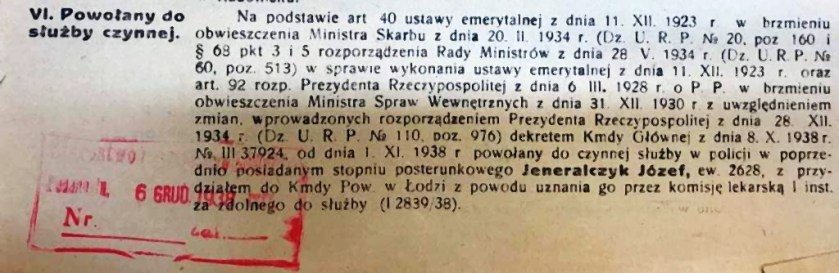 VI. Powołany do
służby czynnej.
Na podstawie art 40 ustawy emerytalnej z dnia 11. XII. 1923 r w brzmieniu
obwieszczenia Ministra Skarbu z dnia 20. II. 1934 r (Dz. U. R. P. № 20, poz 160 i
§ 68 pkt 3 i 5 rozporządzenia Rady Ministrów z dnia 28 V. 1934 r (Dz. U. R. P. №
60, poz. 513) w sprawie wykonania ustawy emerytalnej z dnia 11. XII. 1923 r. oraz
art. 92 rozp. Prezydenta Rzeczypospolitej z dnia 6 III. 1928 r. o P. P. w brzmieniu
obwieszczenia Ministra Spraw Wewnętrznych z dnia 31. XII. 1930 r z uwzględnieniem
zmian, wprowadzonych rozporządzeniem Prezydenta Rzeczypospolitej z dnia 28. XII.
1934 r. (Dz. U. R. P. № 110, poz. 976) dekretem Kmdy Głównej z dnia 8. X. 1938 r.
№ III 37924, od dnia 1. XI. 1938 r powołany do czynnej służby w policji w poprze-
dnio posiadanym stopniu posterunkowego Jeneralczyk Józef, ew. 2628, z przy-
działem do Kmdy Pow. w Łodzi z powodu uznania go przez komisję lekarską I inst.
za zdolnego do służby (I 2839/38).
6 GRUD. 1938
Nr.
zał.